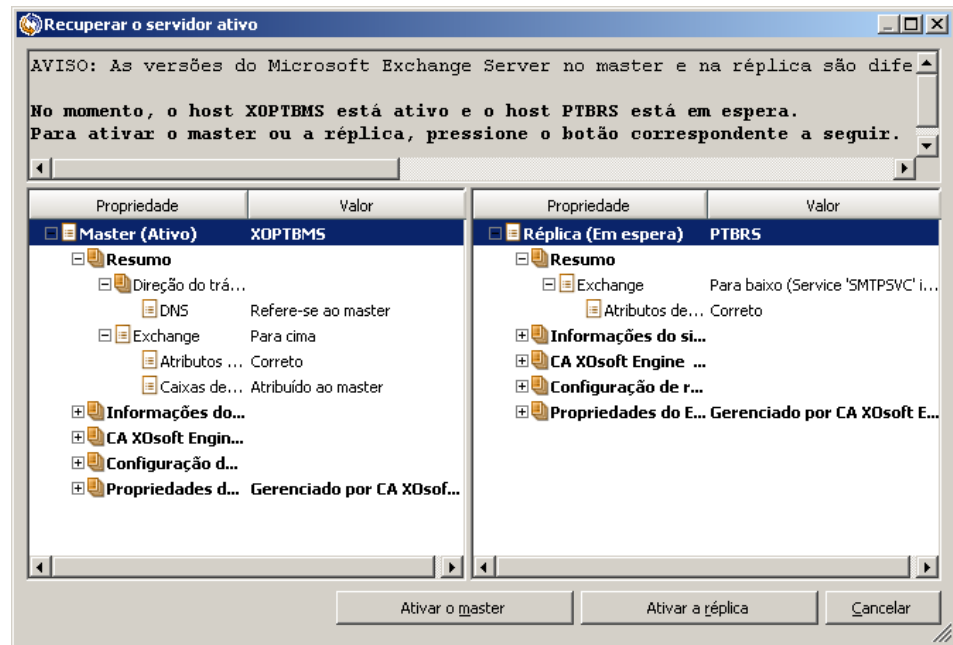 Recuperar o servidor ativo
AVISO: As versões do Microsoft Exchange Server no master e na réplica são dife
No momento, o host XOPTBMS está ativo e o host PTBRS está em espera.
Para ativar o master ou a réplica, pressione o botão correspondente a seguir.
Propriedade Valor
Master (Ativo) XOPTBMS
Resumo
Direção do trá...
DNS Refere-se ao master
Exchange Para cima
Atributos ... Correto
Caixas de... Atribuído ao master
Informações do...
CA XOsoft Engin...
Configuração d...
Propriedades d... Gerenciado por CA XOsof...
Propriedade Valor
Réplica (Em espera) PTBRS
Resumo
Exchange Para baixo (Service 'SMTPSVC' i...
Atributos de... Correto
Informações do si...
CA XOsoft Engine ...
Configuração de r...
Propriedades do E... Gerenciado por CA XOsoft E...
Ativar o master Ativar a réplica Cancelar